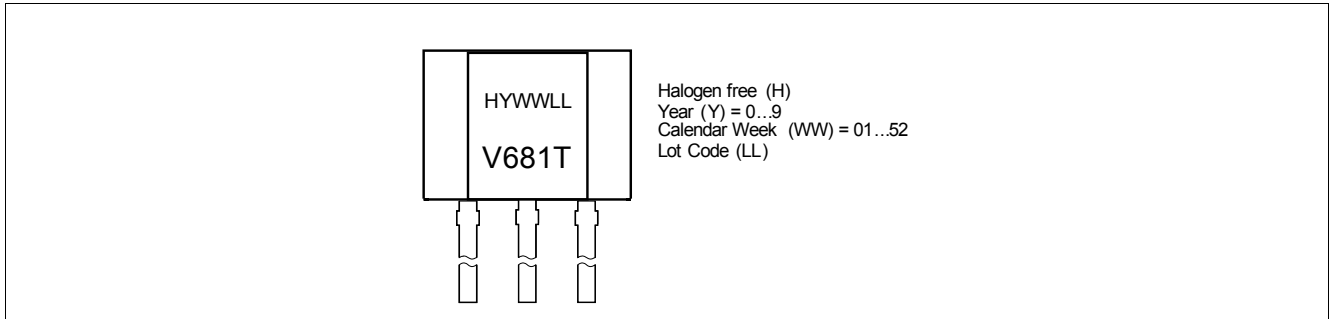 HYWWLL
V681T
Halogen free (H)
Year (Y) = 0...9
Calendar Week (WW) = 01...52
Lot Code (LL)